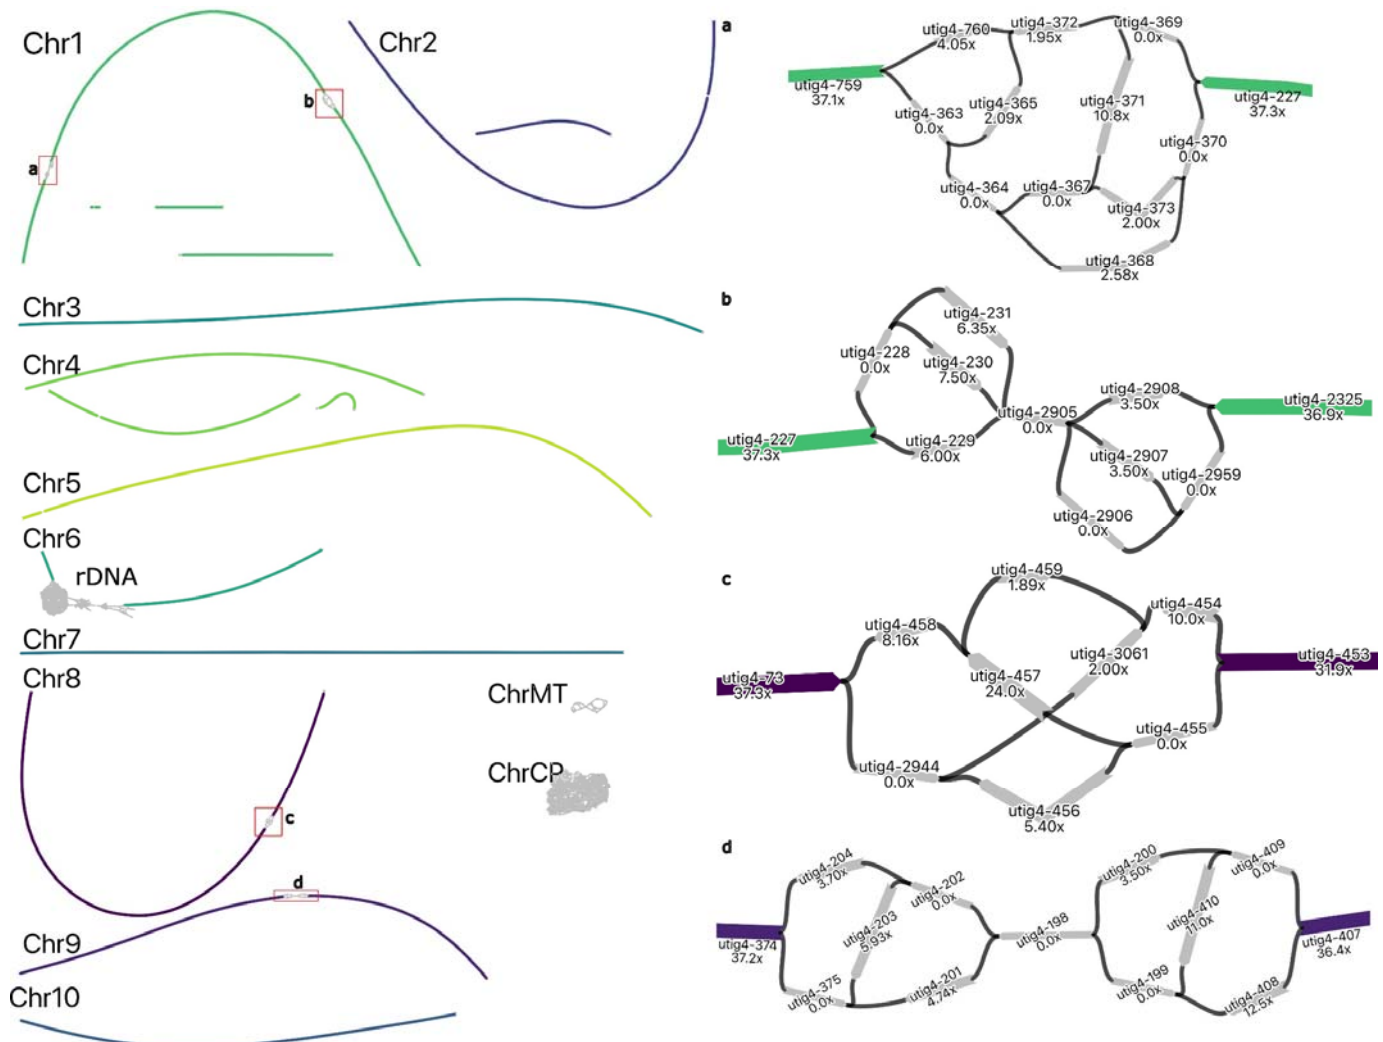 Chr1
a
b
Chr2
Chr3
Chr4
Chr5
Chr6
rDNA
Chr7
Chr8
c
ChrMT
ChrCP
d
Chr9
Chr10
a
utig4-759
37.1x
utig4-760
4.05x
utig4-372
1.95x
utig4-369
0.0x
utig4-227
37.3x
utig4-363
0.0x
utig4-365
2.09x
utig4-371
10.8x
utig4-370
0.0x
utig4-364
0.0x
utig4-367
0.0x
utig4-373
2.00x
utig4-368
2.58x
b
utig4-231
6.35x
utig4-228
0.0x
utig4-230
7.50x
utig4-227
37.3x
utig4-229
6.00x
utig4-2905
0.0x
utig4-2908
3.50x
utig4-2325
36.9x
utig4-2907
3.50x
utig4-2959
0.0x
utig4-2906
0.0x
c
utig4-459
1.89x
utig4-454
10.0x
utig4-458
8.16x
utig4-3061
2.00x
utig4-457
24.0x
utig4-73
37.3x
utig4-453
31.9x
utig4-455
0.0x
utig4-2944
0.0x
utig4-456
5.40x
d
utig4-204
3.70x
utig4-202
0.0x
utig4-203
5.93x
utig4-374
37.2x
utig4-375
0.0x
utig4-201
4.74x
utig4-198
0.0x
utig4-200
3.50x
utig4-409
0.0x
utig4-410
11.0x
utig4-407
36.4x
utig4-199
0.0x
utig4-408
12.5x